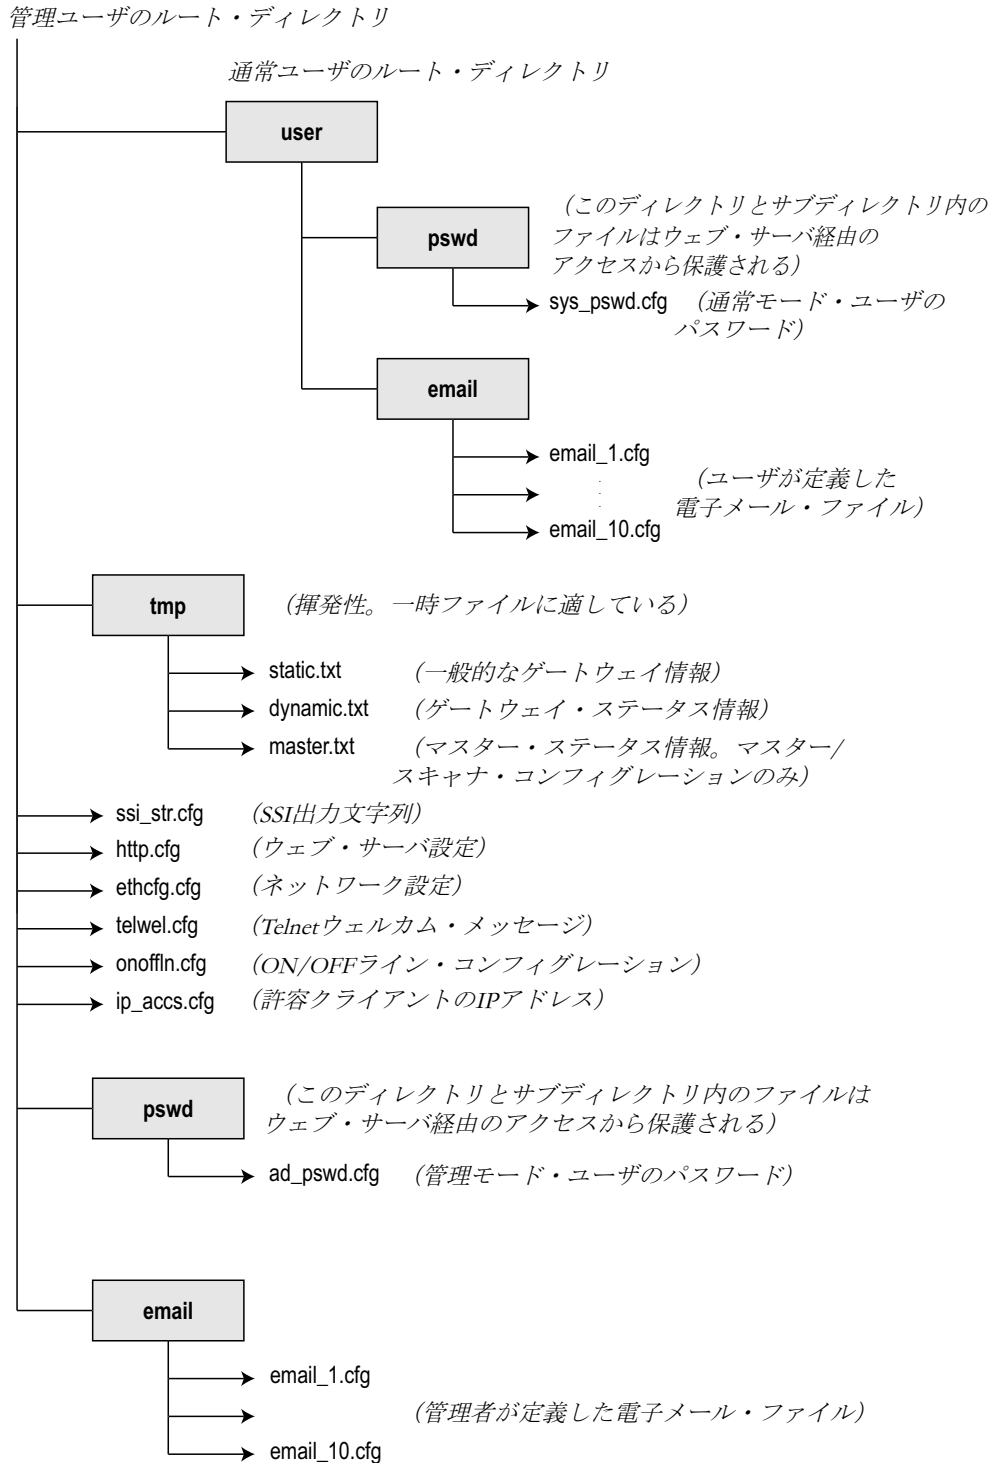 管理ユーザのルート・ディレクトリ
通常ユーザのルート・ディレクトリ
user
pswd
（このディレクトリとサブディレクトリ内の
ファイルはウェブ・サーバ経由の
アクセスから保護される）
sys_pswd.cfg （通常モード・ユーザの
パスワード）
email
email_1.cfg
（ユーザが定義した
電子メール・ファイル）
email_10.cfg
tmp （揮発性。一時ファイルに適している）
static.txt （一般的なゲートウェイ情報）
dynamic.txt （ゲートウェイ・ステータス情報）
master.txt （マスター・ステータス情報。マスター/
スキャナ・コンフィグレーションのみ）
ssi_str.cfg （SSI出力文字列）
http.cfg （ウェブ・サーバ設定）
ethcfg.cfg （ネットワーク設定）
telwel.cfg （Telnetウェルカム・メッセージ）
onoffln.cfg （ON/OFFライン・コンフィグレーション）
ip_accs.cfg （許容クライアントのIPアドレス）
pswd
（このディレクトリとサブディレクトリ内のファイルは
ウェブ・サーバ経由のアクセスから保護される）
ad_pswd.cfg （管理モード・ユーザのパスワード）
email
email_1.cfg
（管理者が定義した電子メール・ファイル）
email_10.cfg